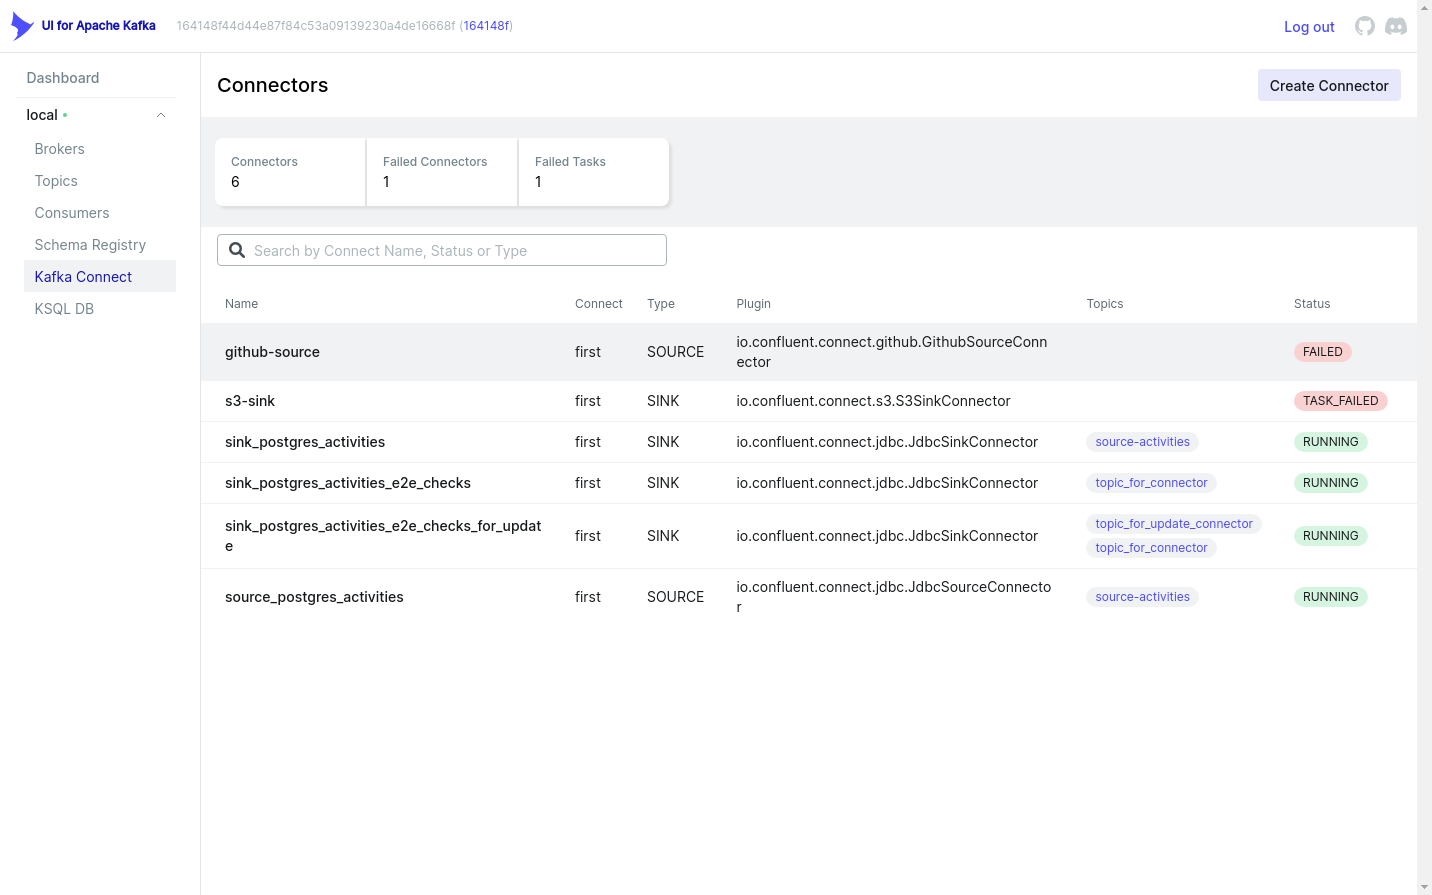 UI for Apache Kafka 164148f44d44e87f84c53a09139230a4de16668f (164148f) Log out
Dashboard
local
Brokers
Topics
Consumers
Schema Registry
Kafka Connect
KSQL DB
Connectors Create Connector
Connectors Failed Connectors Failed Tasks
6 1 1
Search by Connect Name, Status or Type
Name Connect Type Plugin Topics Status
github-source first SOURCE io.confluent.connect.github.GithubSourceConn
ector FAILED
s3-sink first SINK io.confluent.connect.s3.S3SinkConnector TASK_FAILED
sink_postgres_activities first SINK io.confluent.connect.jdbc.JdbcSinkConnector source-activities RUNNING
sink_postgres_activities_e2e_checks first SINK io.confluent.connect.jdbc.JdbcSinkConnector topic_for_connector RUNNING
sink_postgres_activities_e2e_checks_for_updat
e first SINK io.confluent.connect.jdbc.JdbcSinkConnector topic_for_update_connector
topic_for_connector RUNNING
source_postgres_activities first SOURCE io.confluent.connect.jdbc.JdbcSourceConnecto
r source-activities RUNNING